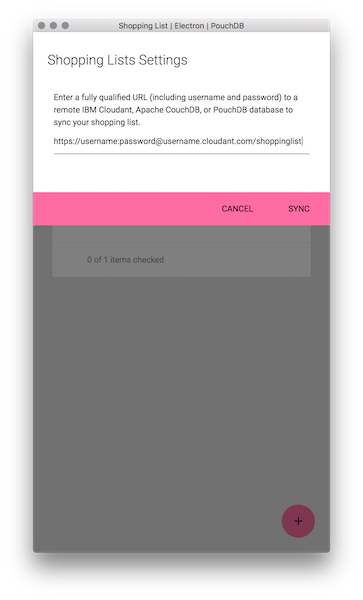 Shopping List | Electron | PouchDB
Shopping Lists Settings
Enter a fully qualified URL (including username and password) to a
remote IBM Cloudant, Apache CouchDB, or PouchDB database to
sync your shopping list.
https://username:password@username.cloudant.com/shoppinglist
CANCEL SYNC
0 of 1 items checked
+